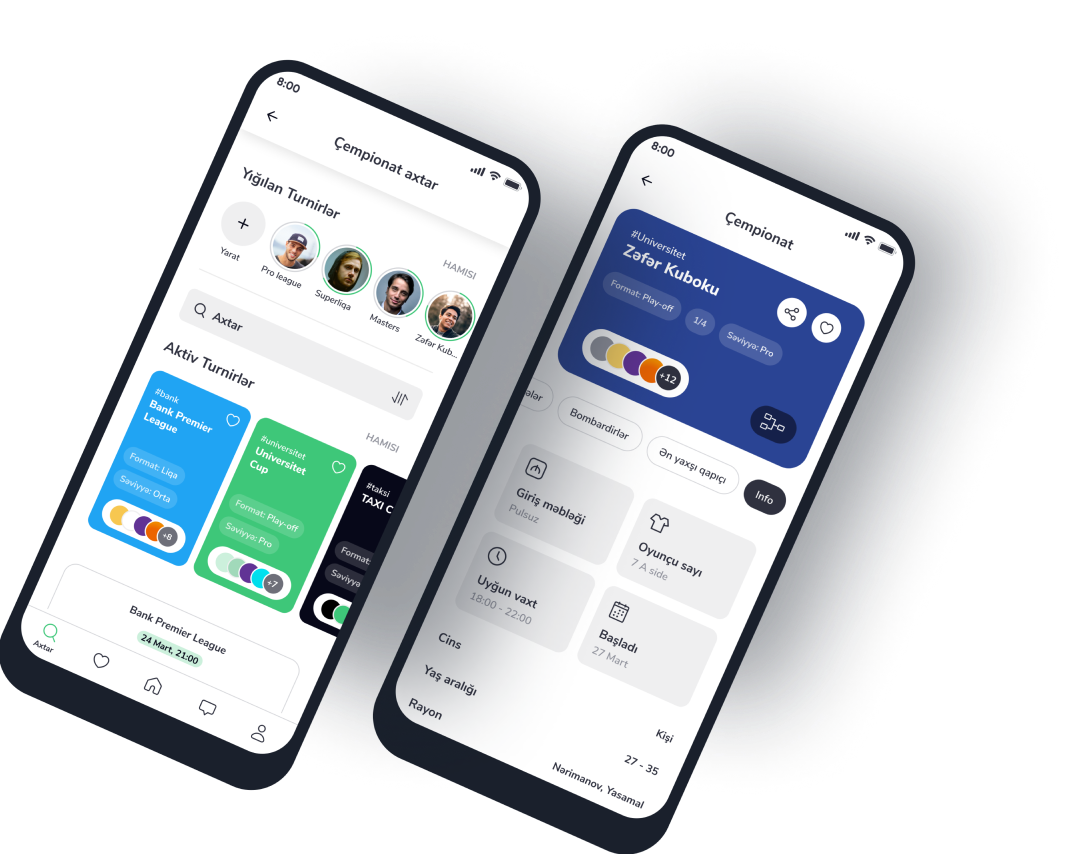 8:00
Çempionat axtar
Yığılan Turnirlər
HAMISI
Yarat
Pro league
Superliqa
Masters
Zəfər Kub...
Axtar
Aktiv Turnirlər
HAMISI
#bank
Bank Premier
League
Format: Liqa
Səviyyə: Orta
+8
#universitet
Universitet
Cup
Format: Play-off
Səviyyə: Pro
+7
#taksi
TAXI C
Format:
Səviyyə
Bank Premier League
24 Mart, 21:00
Axtar
8:00
Çempionat
#Universitet
Zəfər Kuboku
Format: Play-off
1/4
Səviyyə: Pro
+12
ələr
Bombardirlər
Ən yaxşı qapıçı
Info
Giriş məbləği
Pulsuz
Oyunçu sayı
7 A side
Uyğun vaxt
18:00 - 22:00
Başladı
27 Mart
Cins
Kişi
Yaş aralığı
27 - 35
Rayon
Nərimanov, Yasamal